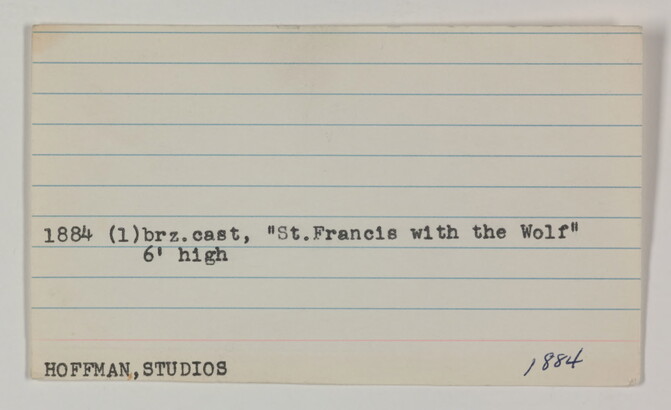 1884 (1)brz.cast, "St.Francis with the Wolf"
6' high
HOFFMAN,STUDIOS
1884